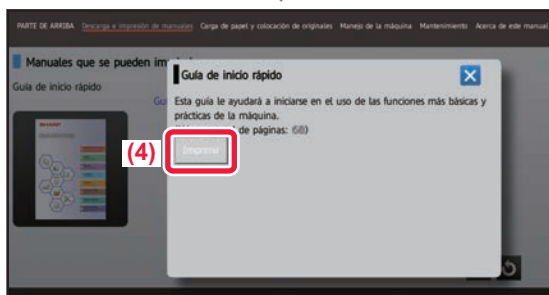 PARTE DE ARRIBA Descarga e impresión de manuales Carga de papel y colocación de originales Manejo de la máquina Mantenimiento Acerca de este manual
Manuales que se pueden im
Guía de inicio rápido
Guía de inicio rápido
Gu
Esta guía le ayudará a iniciarse en el uso de las funciones más básicas y
prácticas de la máquina.
de páginas: 60)
(4)
Imprimir
SHARP